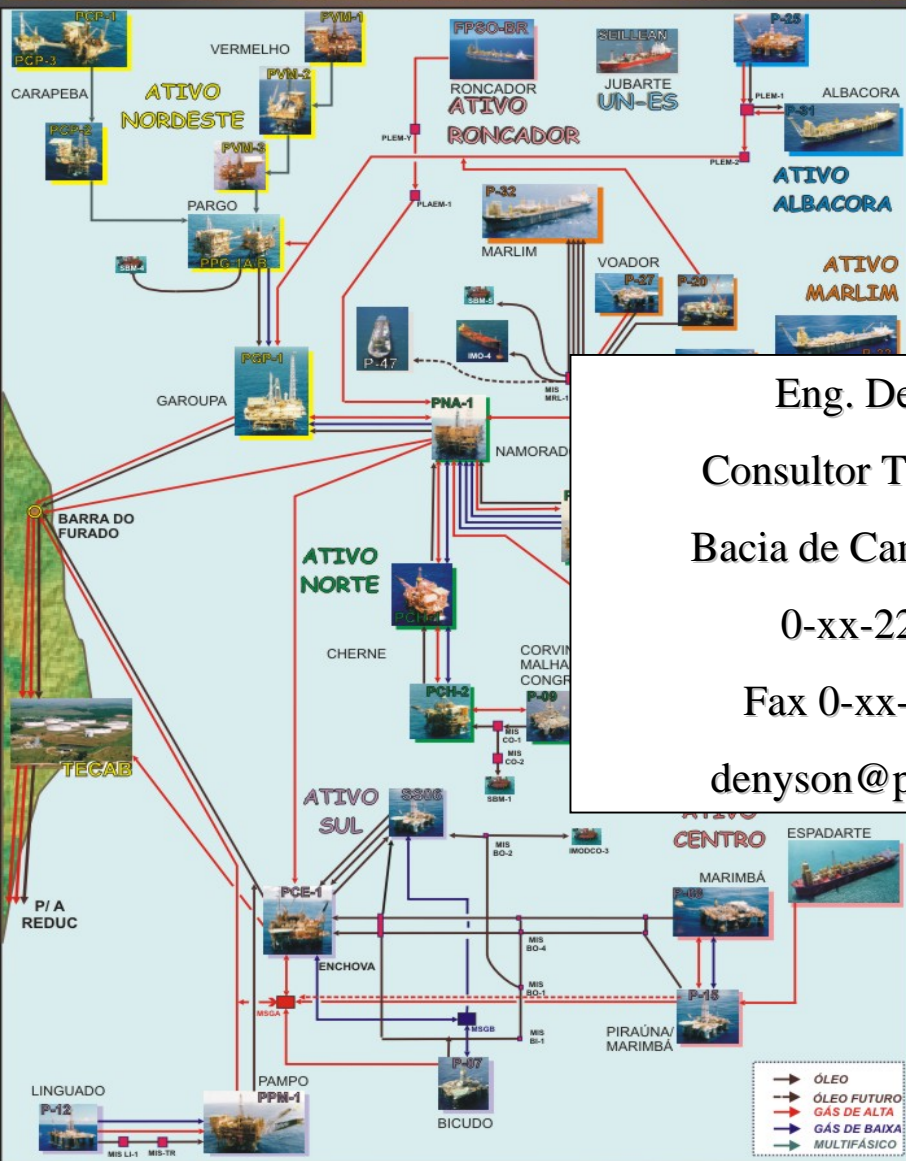 PCP-1
PCP-3
CARAPEBA
PCP-2
VERMELHO
PVM-1
PVM-2
PVM-3
ATIVO
NORDESTE
PARGO
PPG-1A/B
SBM-4
FPSO-BR
RONCADOR
ATIVO
RONCADOR
PLEM-Y
PLAEM-1
SEILLEAN
JUBARTE
UN-ES
P-25
PLEM-1
ALBACORA
P-31
PLEM-2
ATIVO
ALBACORA
P-32
MARLIM
VOADOR
P-27
P-20
ATIVO
MARLIM
SBM-5
IMO-4
P-47
MIS
MRL-1
PGP-1
GAROUPA
PNA-1
NAMORADO
BARRA DO
FURADO
ATIVO
NORTE
PCH-1
CHERNE
PCH-2
P-09
MIS
CO-1
MIS
CO-2
SBM-1
Eng. De
Consultor T
Bacia de Ca
0-xx-22
Fax 0-xx-
denyson@p
TECAB
P/ A
REDUC
ATIVO
SUL
SS06
MIS
BO-2
IMODCO-3
ATIVO
CENTRO
ESPADARTE
MARIMBÁ
PCE-1
ENCHOVA
MIS
BO-4
MIS
BO-1
MIS
BI-1
MSGA
MSGB
P-15
PIRAÚNA/
MARIMBÁ
P-07
BICUDO
LINGUADO
P-12
PAMPO
PPM-1
MIS LI-1
MIS-TR
ÓLEO
ÓLEO FUTURO
GÁS DE ALTA
GÁS DE BAIXA
MULTIFÁSICO